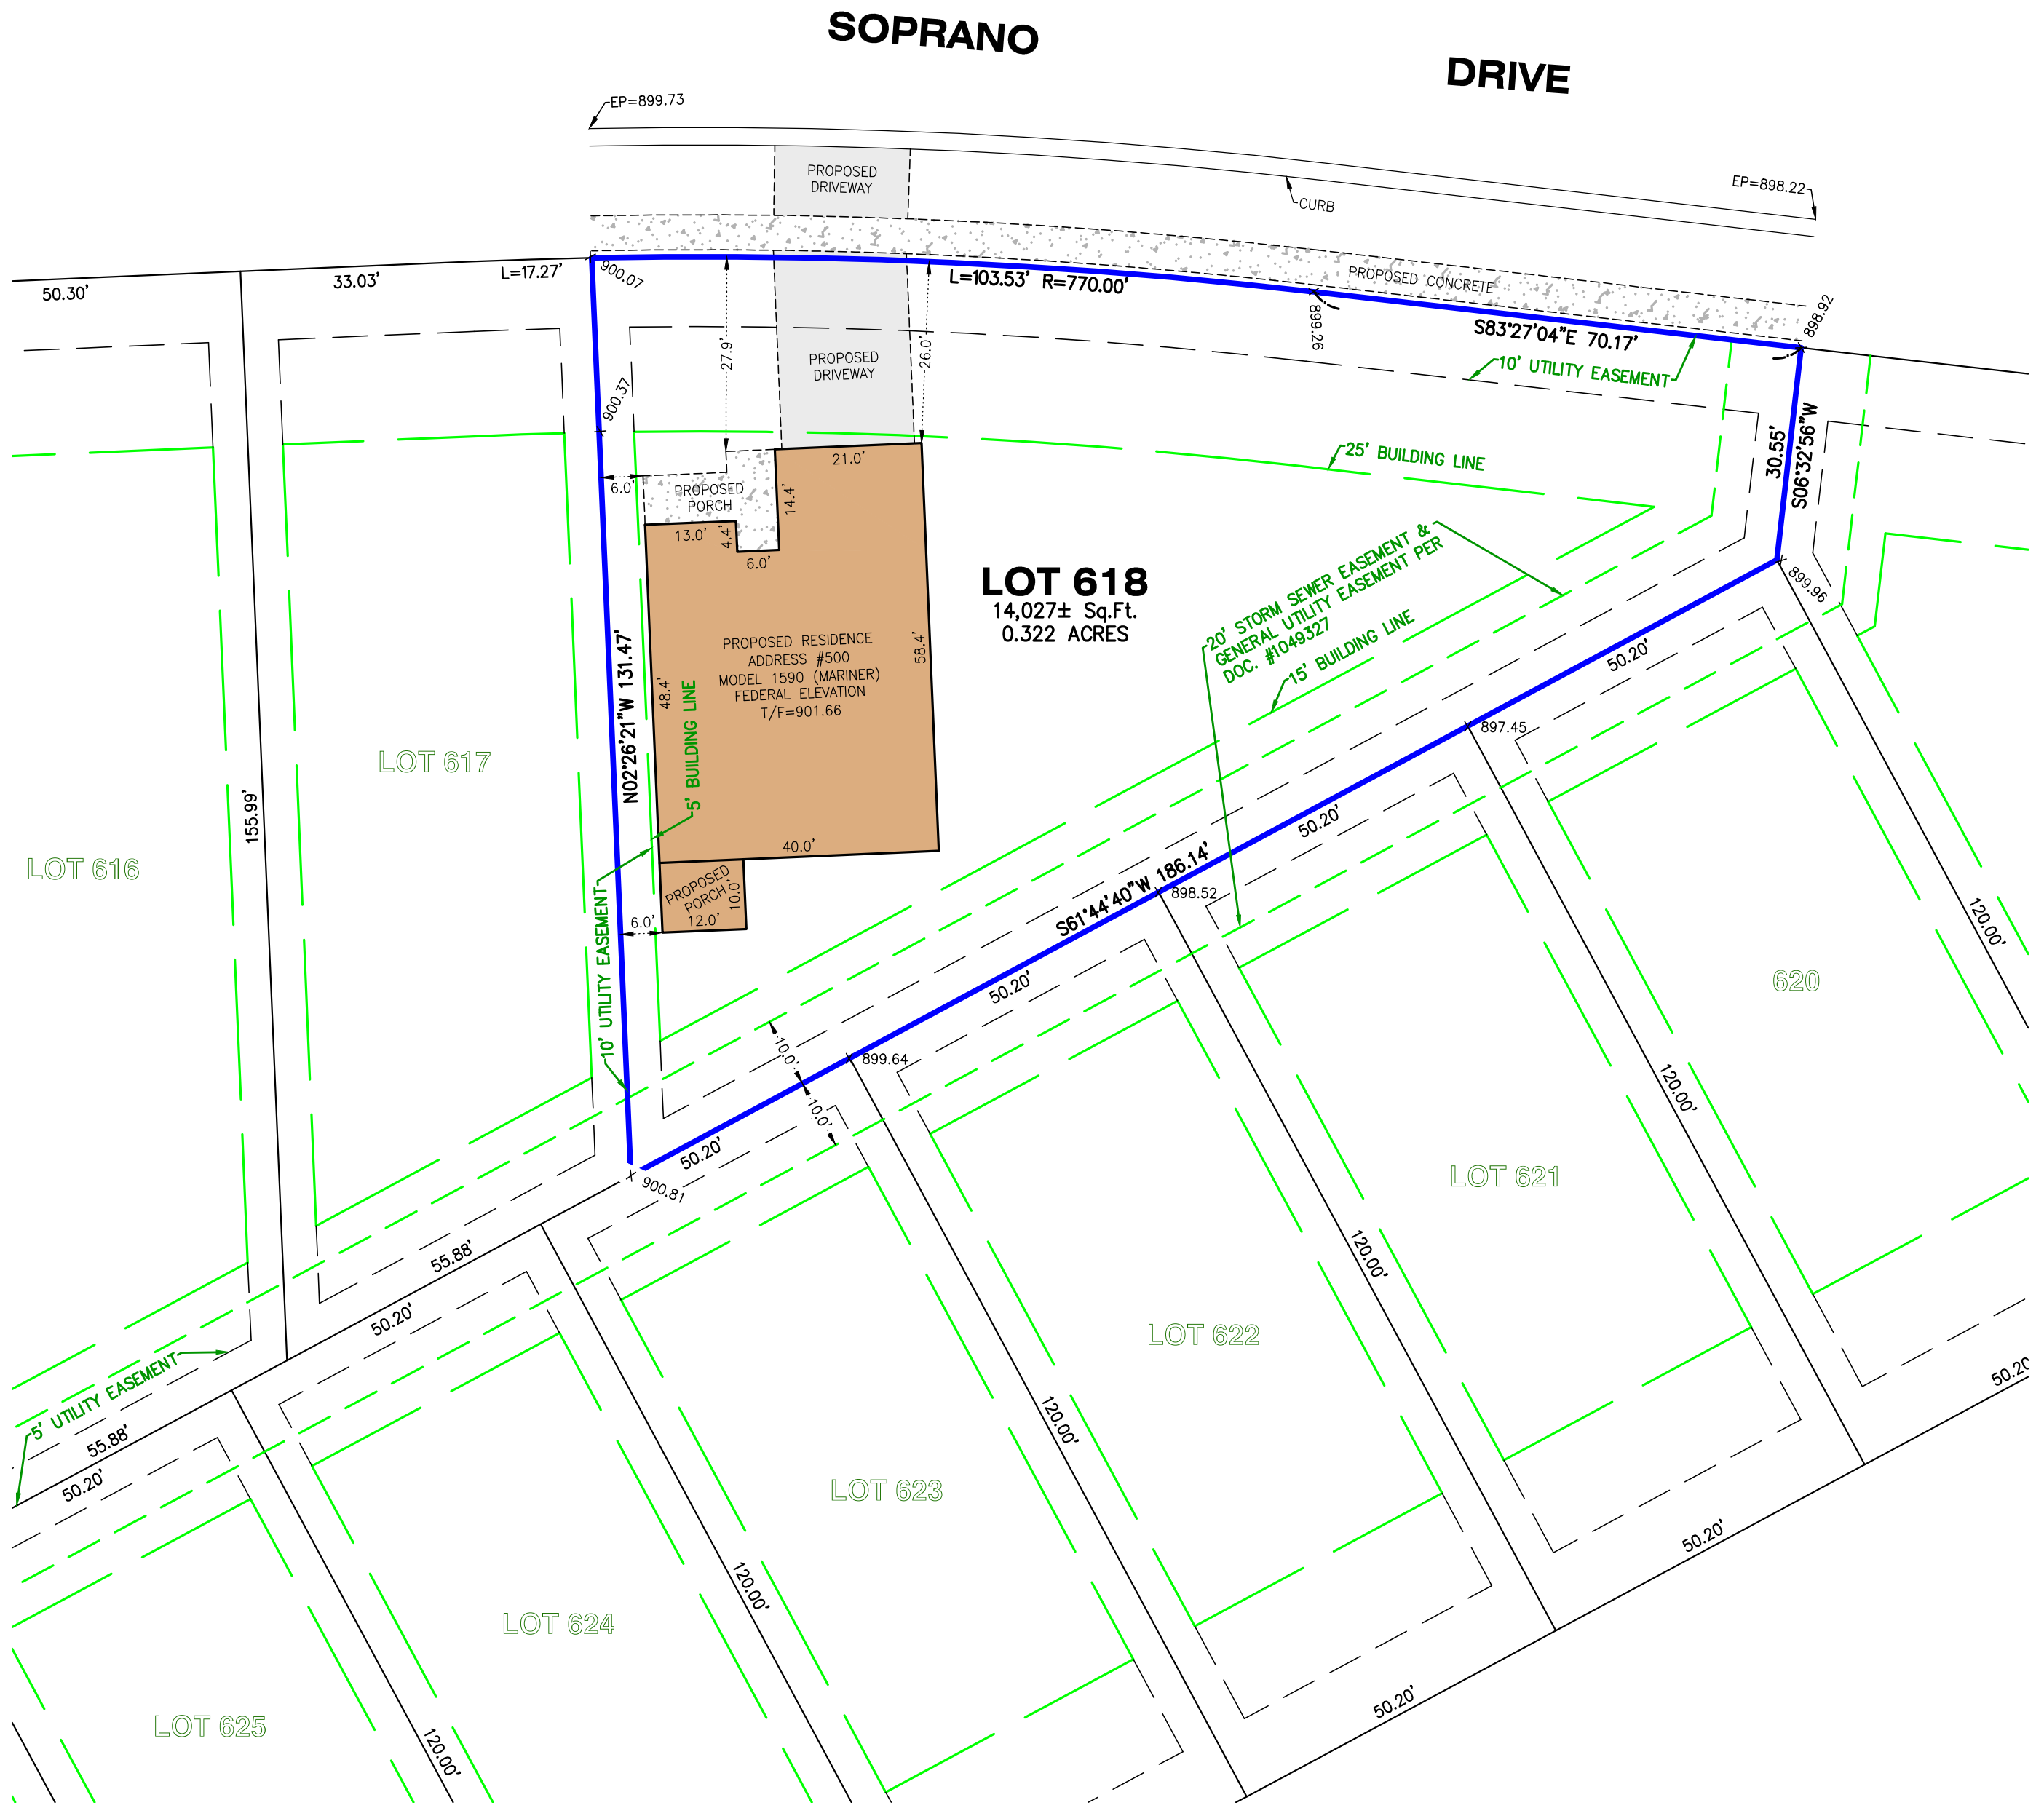 SOPRANO
DRIVE
EP=899.73
EP=898.22
PROPOSED
DRIVEWAY
CURB
50.30'
33.03'
L=17.27'
900.07
L=103.53' R=770.00'
PROPOSED CONCRETE
899.26
S83°27'04"E 70.17'
898.92
10' UTILITY EASEMENT
27.9'
26.0'
PROPOSED
DRIVEWAY
900.37
30.55'
S06°32'56"W
25' BUILDING LINE
21.0'
6.0'
PROPOSED
PORCH
14.4'
13.0'
4.4'
6.0'
LOT 618
14,027± Sq.Ft.
0.322 ACRES
20' STORM SEWER EASEMENT &
GENERAL UTILITY EASEMENT PER
DOC. #1049327
15' BUILDING LINE
899.96
PROPOSED RESIDENCE
ADDRESS #500
MODEL 1590 (MARINER)
FEDERAL ELEVATION
T/F=901.66
58.4'
48.4'
5' BUILDING LINE
N02°26'21"W 131.47'
50.20'
897.45
LOT 617
155.99'
LOT 616
40.0'
PROPOSED
PORCH
10.0'
12.0'
6.0'
10' UTILITY EASEMENT
50.20'
S61°44'40"W 186.14'
898.52
120.00'
620
50.20'
10.0'
899.64
10.0'
120.00'
50.20'
900.81
LOT 621
55.88'
50.20'
120.00'
LOT 622
5' UTILITY EASEMENT
50.20
55.88'
50.20'
120.00'
LOT 623
50.20'
120.00'
LOT 624
50.20'
LOT 625
120.00'